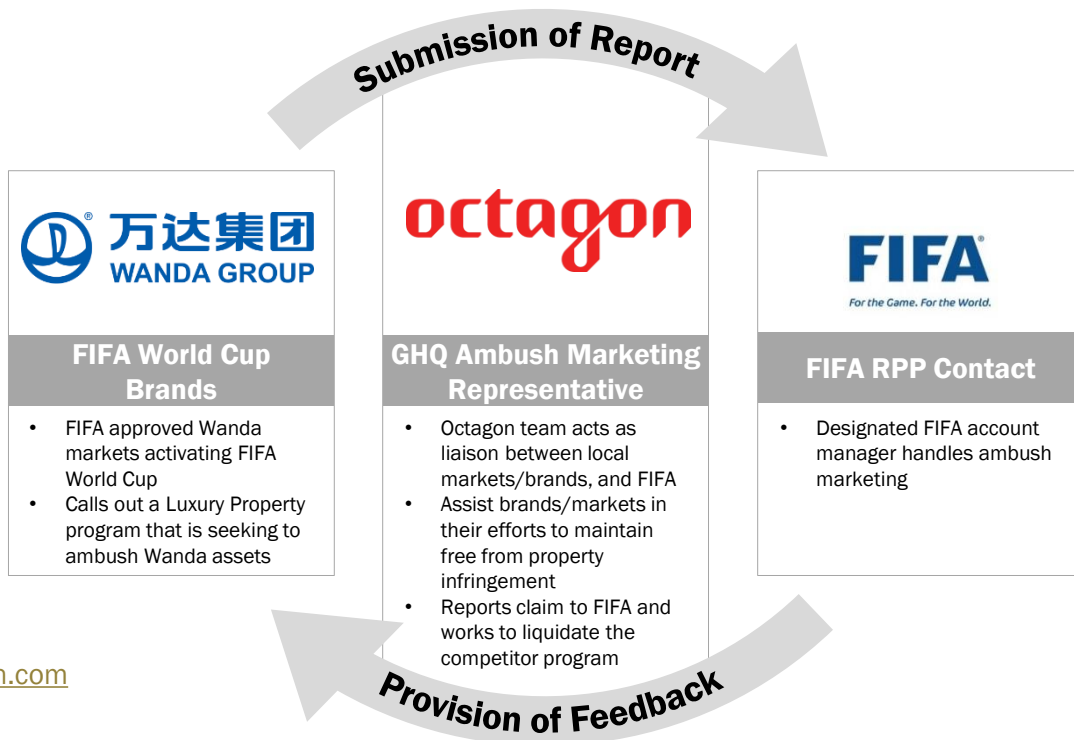 Submission of Report
®
万达集团
WANDA GROUP
FIFA World Cup
Brands
• FIFA approved Wanda
markets activating FIFA
World Cup
• Calls out a Luxury Property
program that is seeking to
ambush Wanda assets
octagon
GHQ Ambush Marketing
Representative
• Octagon team acts as
liaison between local
markets/brands, and FIFA
• Assist brands/markets in
their efforts to maintain
free from property
infringement
• Reports claim to FIFA and
works to liquidate the
competitor program
FIFA®
For the Game. For the World.
FIFA RPP Contact
• Designated FIFA account
manager handles ambush
marketing
n.com
Provision of Feedback